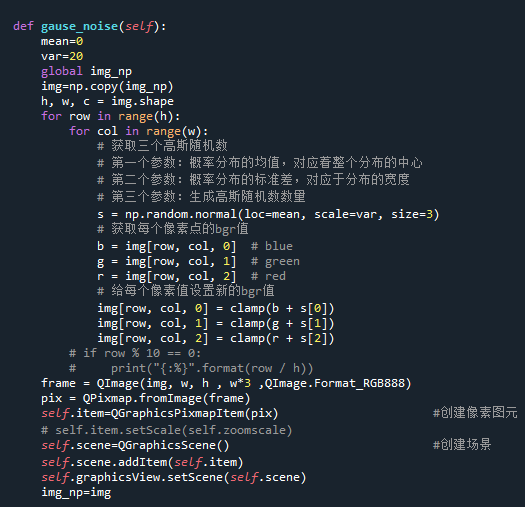 def gause_noise(self):
    mean=0
    var=20
    global img_np
    img=np.copy(img_np)
    h, w, c = img.shape
    for row in range(h):
        for col in range(w):
            # 获取三个高斯随机数
            # 第一个参数：概率分布的均值，对应着整个分布的中心
            # 第二个参数：概率分布的标准差，对应于分布的宽度
            # 第三个参数：生成高斯随机数数量
            s = np.random.normal(loc=mean, scale=var, size=3)
            # 获取每个像素点的bgr值
            b = img[row, col, 0]  # blue
            g = img[row, col, 1]  # green
            r = img[row, col, 2]  # red
            # 给每个像素值设置新的bgr值
            img[row, col, 0] = clamp(b + s[0])
            img[row, col, 1] = clamp(g + s[1])
            img[row, col, 2] = clamp(r + s[2])
        # if row % 10 == 0:
        #     print("{:%}".format(row / h))
    frame = QImage(img, w, h , w*3 ,QImage.Format_RGB888)
    pix = QPixmap.fromImage(frame)
    self.item=QGraphicsPixmapItem(pix)                      #创建像素图元
    # self.item.setScale(self.zoomscale)
    self.scene=QGraphicsScene()                             #创建场景
    self.scene.addItem(self.item)
    self.graphicsView.setScene(self.scene)
    img_np=img